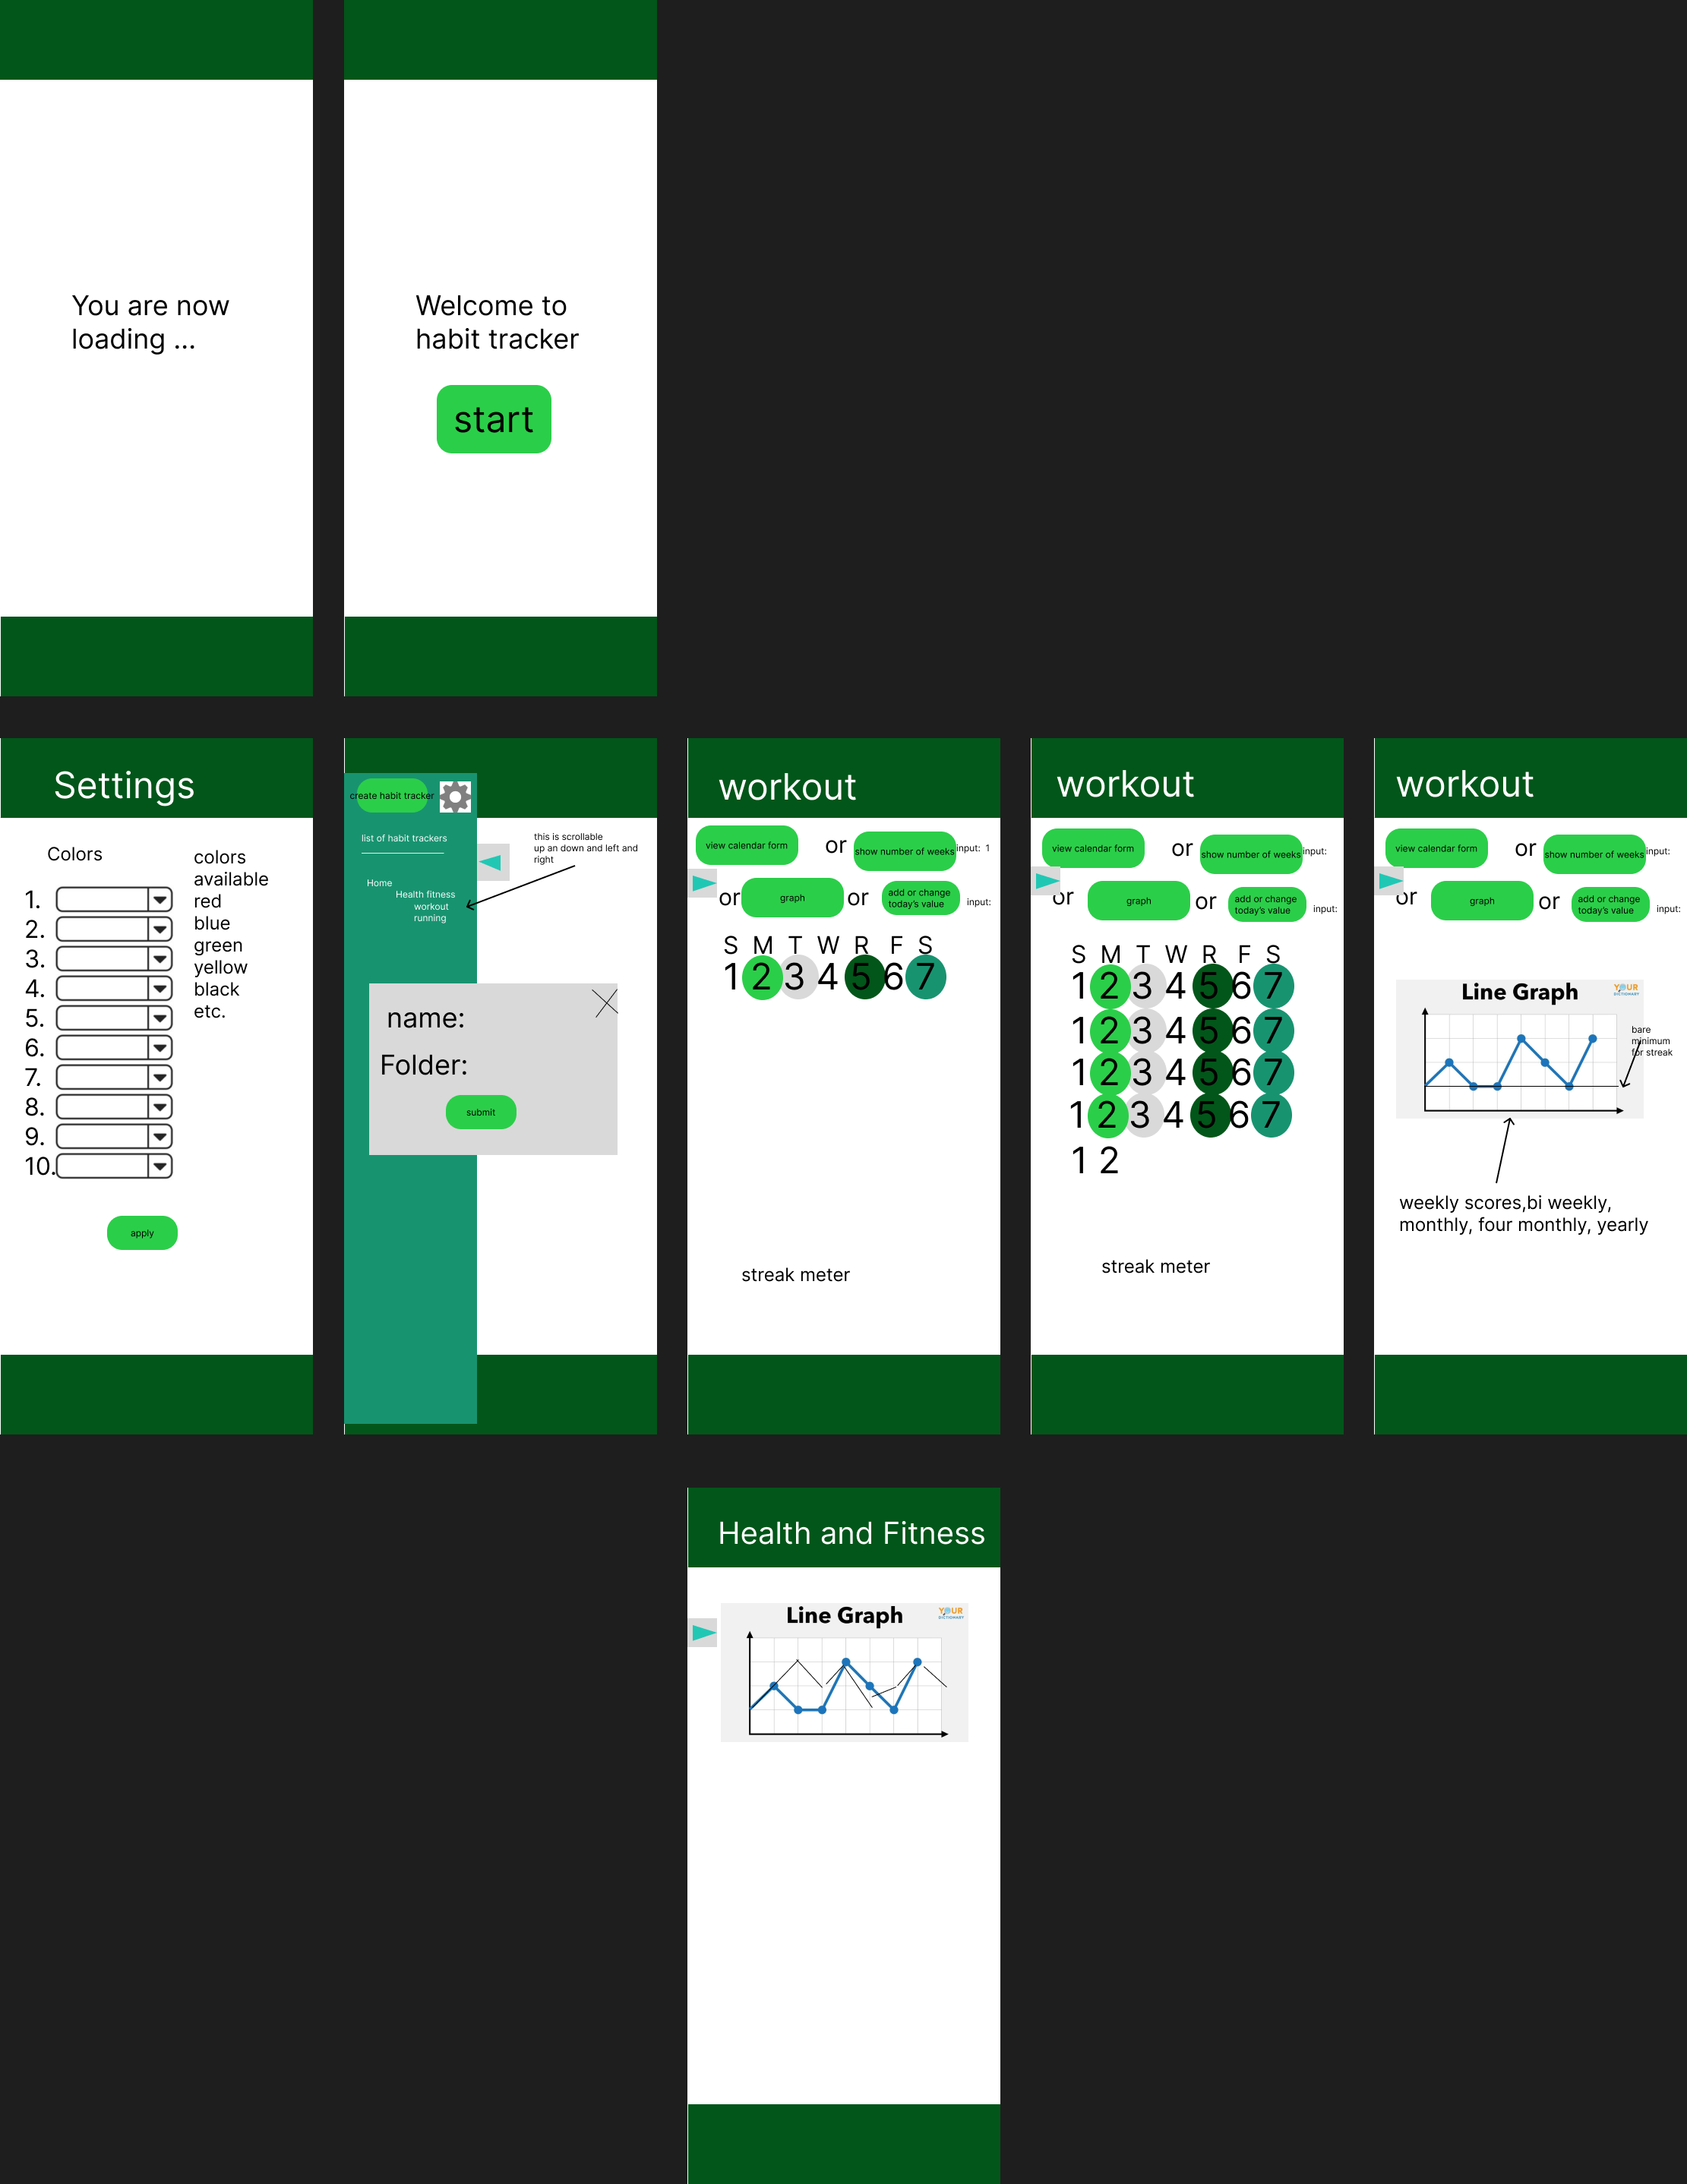 You are now
loading ...
Welcome to
habit tracker
start
Settings
Colors
1.
2.
3.
4.
5.
6.
7.
8.
9.
10.
colors
available
red
blue
green
yellow
black
etc.
apply
create habit tracker
list of habit trackers
Home
Health fitness
workout
running
this is scrollable
up an down and left and
right
name:
Folder:
submit
workout
view calendar form or show number of weeks input: 1
or graph or add or change
today's value input:
S M T W R F S
1 2 3 4 5 6 7
streak meter
workout
view calendar form or show number of weeks input:
or graph or add or change
today's value input:
S M T W R F S
1 2 3 4 5 6 7
1 2 3 4 5 6 7
1 2 3 4 5 6 7
1 2 3 4 5 6 7
1 2
streak meter
workout
view calendar form or show number of weeks input:
or graph or add or change
today's value input:
Line Graph
YOUR
DICTIONARY
bare
minimum
for streak
weekly scores,bi weekly,
monthly, four monthly, yearly
Health and Fitness
Line Graph
YOUR
DICTIONARY